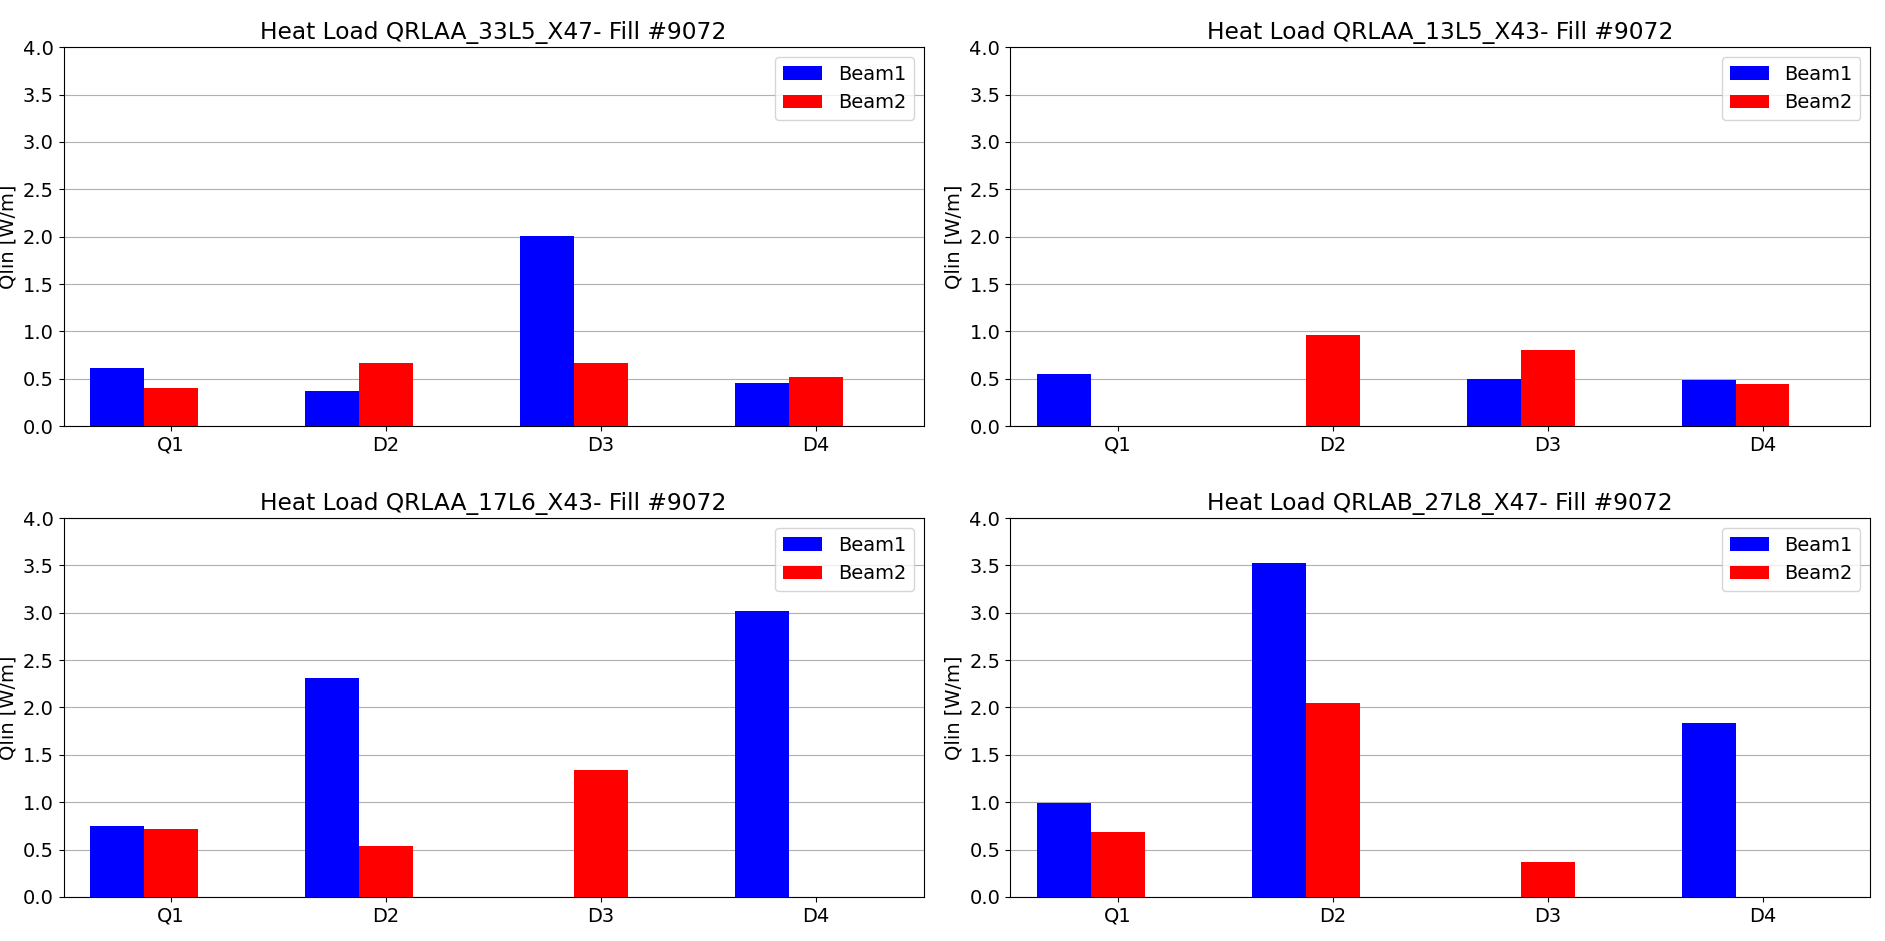 Heat Load QRLAA_33L5_X47- Fill #9072
4.0
3.5
3.0
2.5
2.0
1.5
1.0
0.5
0.0
Qlin [W/m]
Beam1
Beam2
Q1 D2 D3 D4
Heat Load QRLAA_13L5_X43- Fill #9072
4.0
3.5
3.0
2.5
2.0
1.5
1.0
0.5
0.0
Qlin [W/m]
Beam1
Beam2
Q1 D2 D3 D4
Heat Load QRLAA_17L6_X43- Fill #9072
4.0
3.5
3.0
2.5
2.0
1.5
1.0
0.5
0.0
Qlin [W/m]
Beam1
Beam2
Q1 D2 D3 D4
Heat Load QRLAB_27L8_X47- Fill #9072
4.0
3.5
3.0
2.5
2.0
1.5
1.0
0.5
0.0
Qlin [W/m]
Beam1
Beam2
Q1 D2 D3 D4